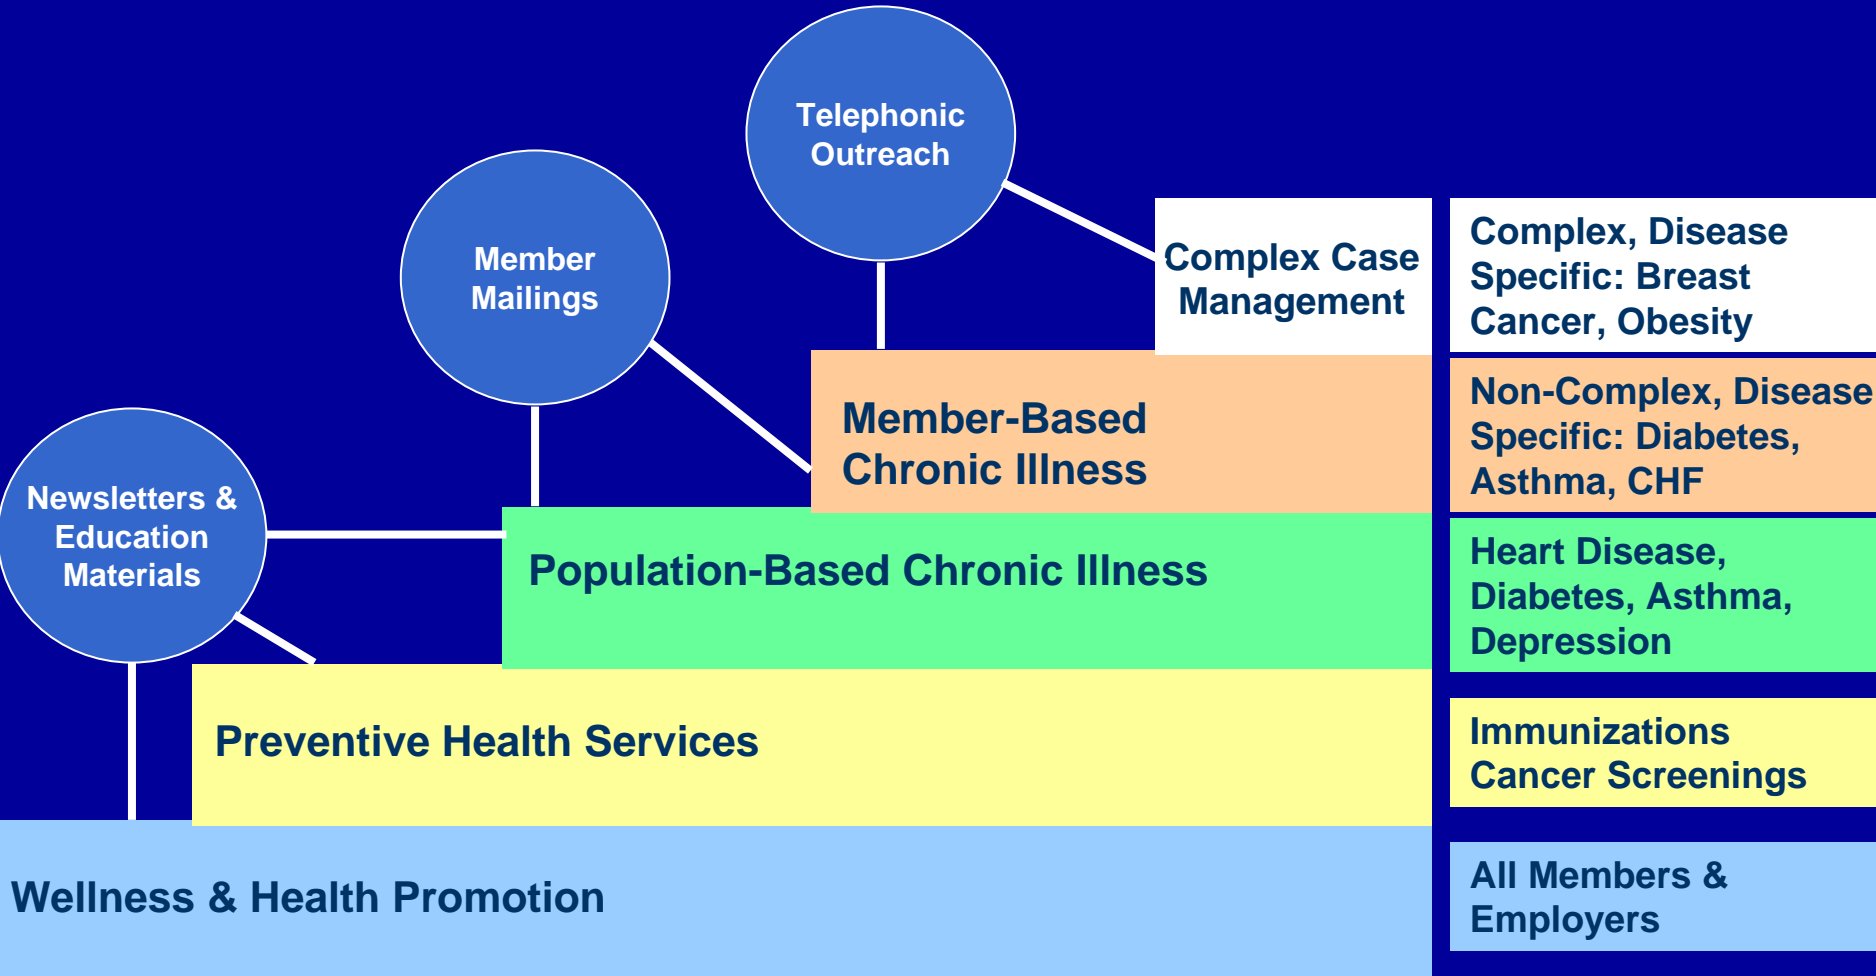 Telephonic
Outreach
Member
Mailings
Newsletters &
Education
Materials
Complex Case
Management
Complex, Disease
Specific: Breast
Cancer, Obesity
Member-Based
Chronic Illness
Non-Complex, Disease
Specific: Diabetes,
Asthma, CHF
Population-Based Chronic Illness
Heart Disease,
Diabetes, Asthma,
Depression
Preventive Health Services
Immunizations
Cancer Screenings
Wellness & Health Promotion
All Members &
Employers